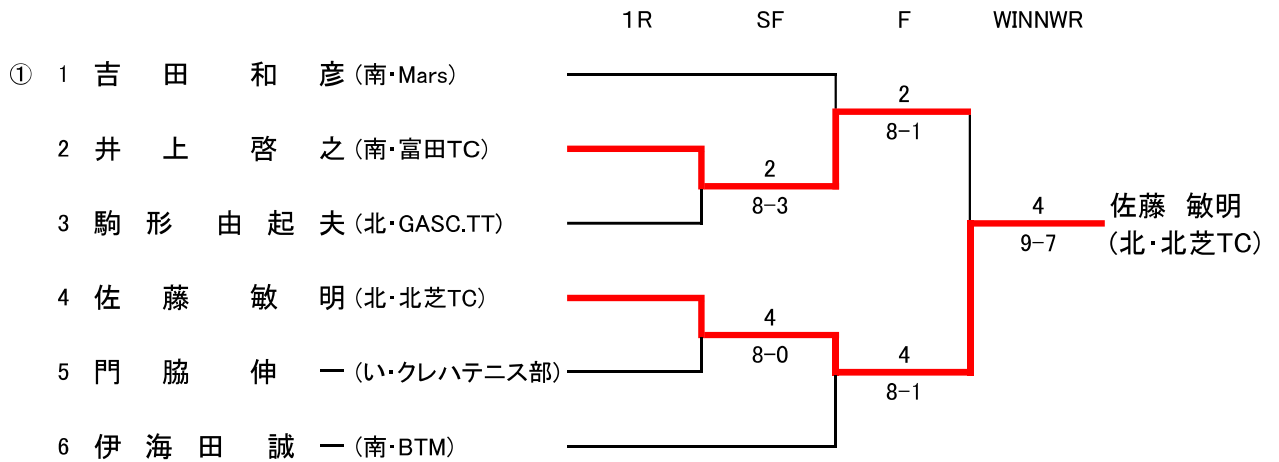 1R SF F WINNWR
① 1 吉田 和彦 (南・Mars)
2
8-1
2 井上 啓之 (南・富田TC)
2
8-3
3 駒形 由起夫 (北・GASC.TT)
4
9-7
佐藤 敏明
(北・北芝TC)
4 佐藤 敏明 (北・北芝TC)
4
8-0
5 門脇 伸一 (い・クレハテニス部)
4
8-1
6 伊海田 誠一 (南・BTM)